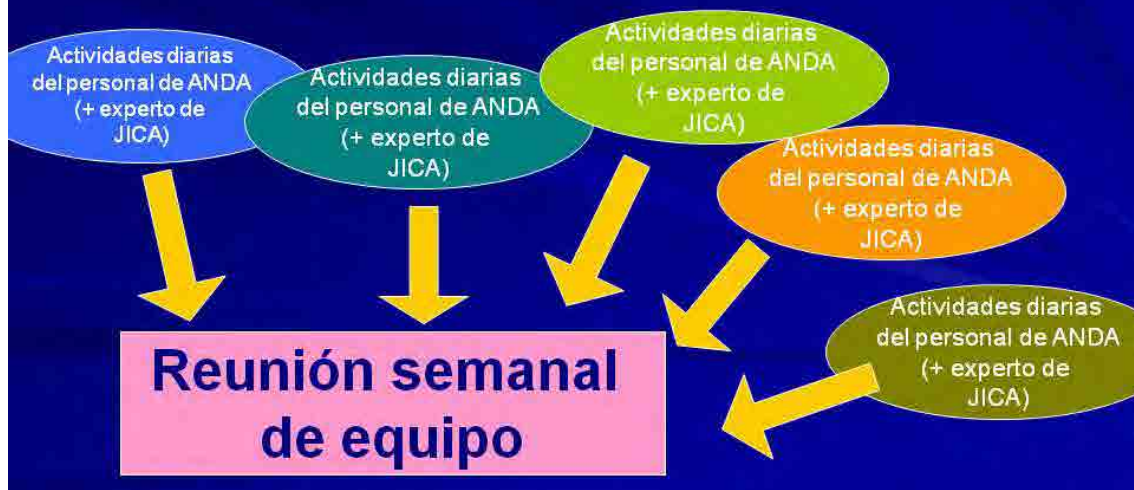 Actividades diarias
del personal de ANDA
(+ experto de
JICA)
Actividades diarias
del personal de ANDA
(+ experto de
JICA)
Actividades diarias
del personal de ANDA
(+ experto de
JICA)
Actividades diarias
del personal de ANDA
(+ experto de
JICA)
Actividades diarias
del personal de ANDA
(+ experto de
JICA)
Reunión semanal
de equipo